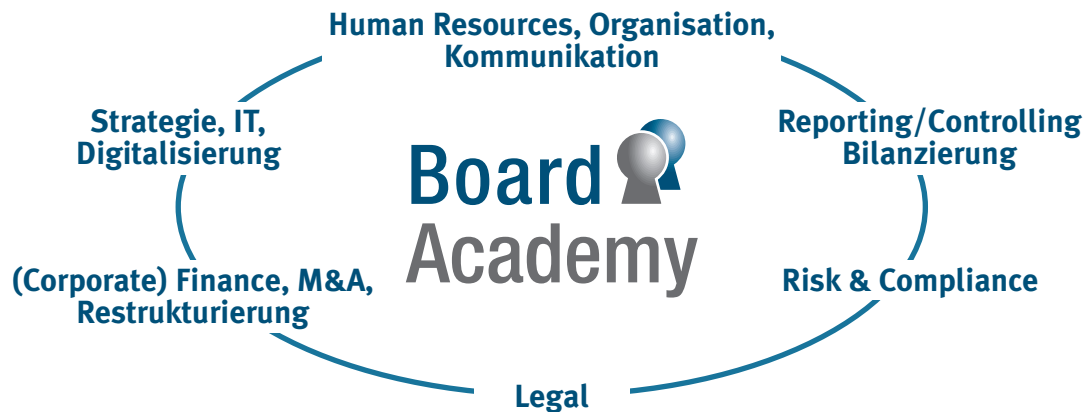 Human Resources, Organisation,
Kommunikation
Strategie, IT,
Digitalisierung
Reporting/Controlling
Bilanzierung
Board
Academy
(Corporate) Finance, M&A,
Restrukturierung
Risk & Compliance
Legal